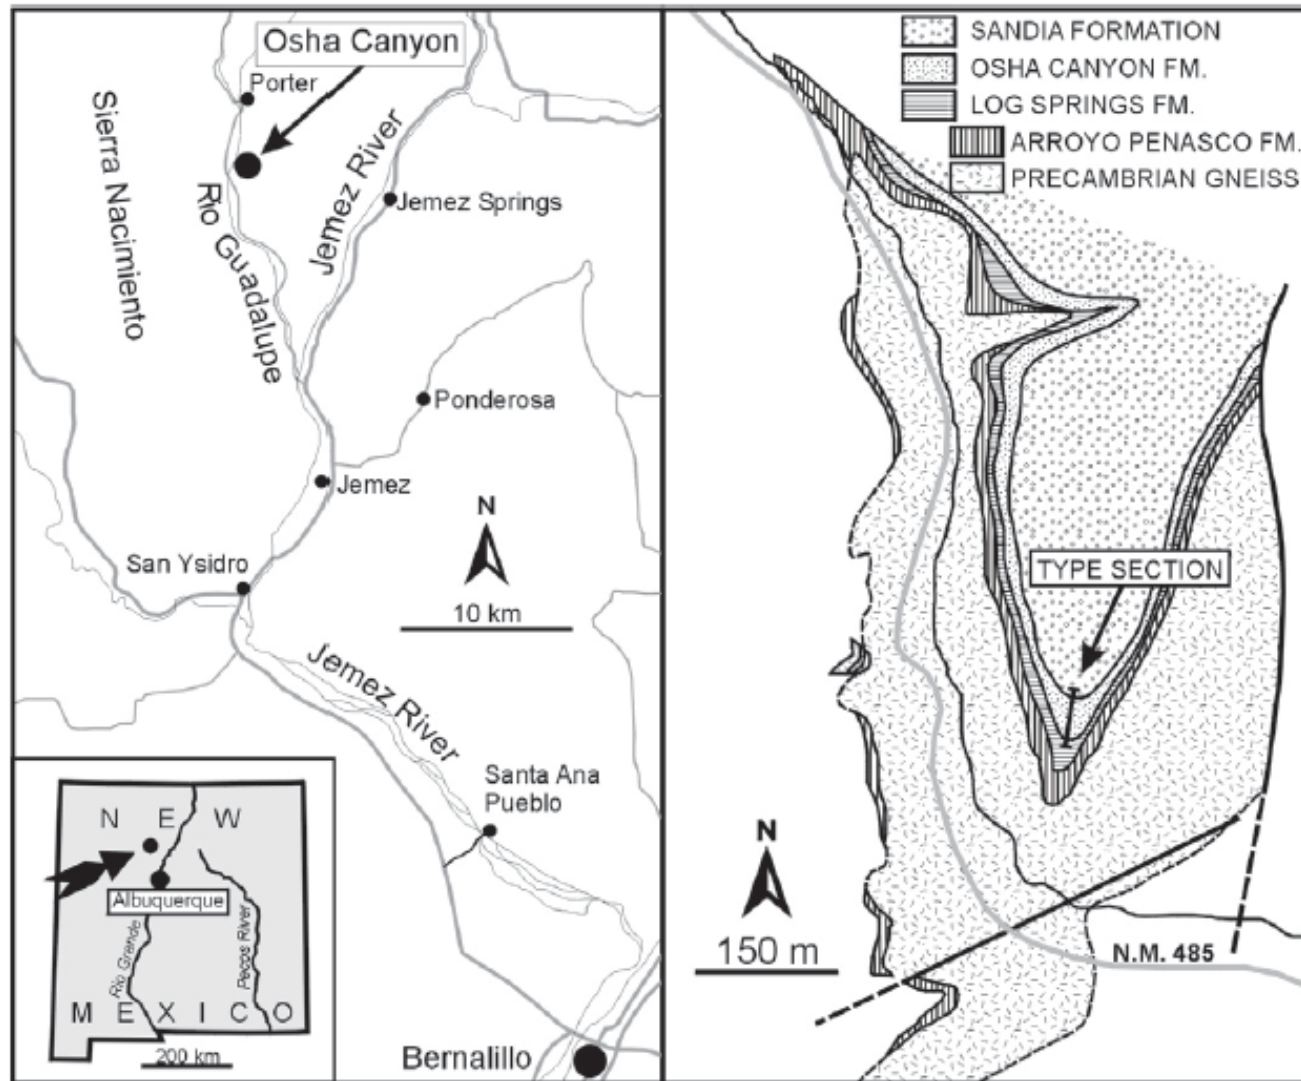 Osha Canyon
Porter
Sierra Nacimiento
Rio Guadalupe
Jemez River
Jemez Springs
Ponderosa
Jemez
N
San Ysidro
10 km
Jemez River
Santa Ana
Pueblo
N E W
Albuquerque
Rio Grande
Pecos River
M E X I C O
200 km
Bernalillo
SANDIA FORMATION
OSHA CANYON FM.
LOG SPRINGS FM.
ARROYO PENASCO FM.
PRECAMBRIAN GNEISS
TYPE SECTION
N
150 m
N.M. 485